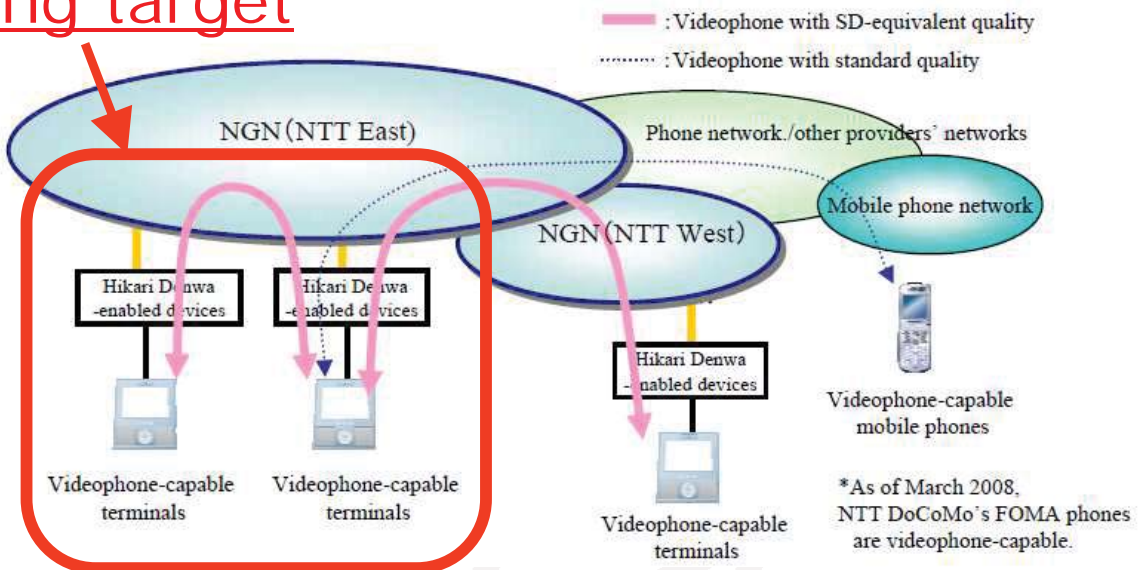 ng target
: Videophone with SD-equivalent quality
: Videophone with standard quality
NGN(NTT East)
Phone network./other providers' networks
Mobile phone network
NGN(NTT West)
Hikari Denwa
-enabled devices
Hikari Denwa
-enabled devices
Hikari Denwa
-enabled devices
Videophone-capable
terminals
Videophone-capable
terminals
Videophone-capable
terminals
Videophone-capable
mobile phones
*As of March 2008,
NTT DoCoMo's FOMA phones
are videophone-capable.